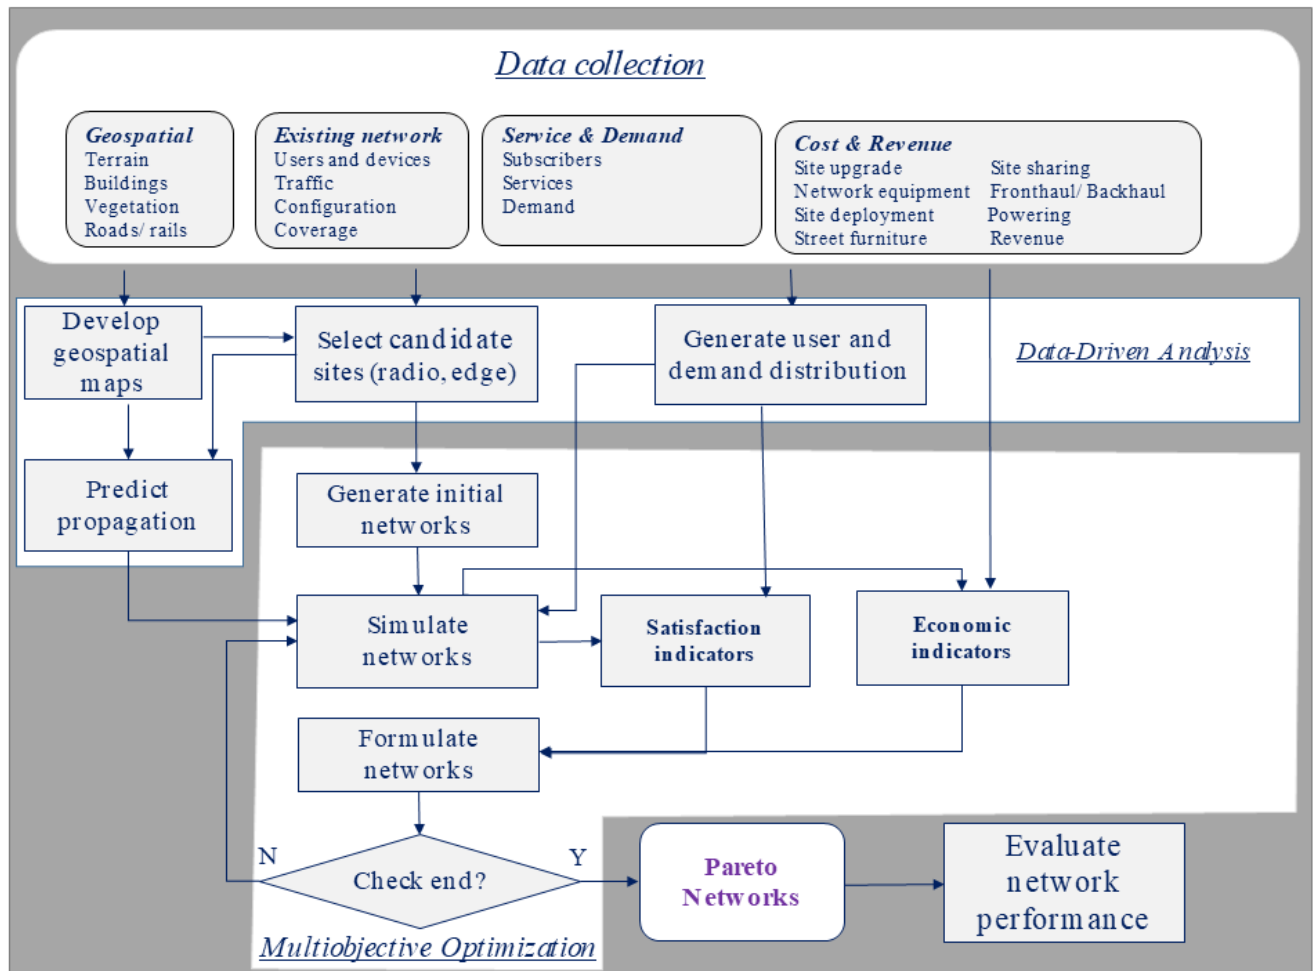 Data collection
Geospatial
Terrain
Buildings
Vegetation
Roads/ rails
Existing network
Users and devices
Traffic
Configuration
Coverage
Service & Demand
Subscribers
Services
Demand
Cost & Revenue
Site upgrade
Network equipment
Site deployment
Street furniture
Site sharing
Fronthaul/ Backhaul
Powering
Revenue
Develop
geospatial
maps
Select candidate
sites (radio, edge)
Generate user and
demand distribution
Data-Driven Analysis
Predict
propagation
Generate initial
networks
Simulate
networks
Satisfaction
indicators
Economic
indicators
Formulate
networks
N
Check end?
Y
Pareto
Networks
Evaluate
network
performance
Multiobjective Optimization